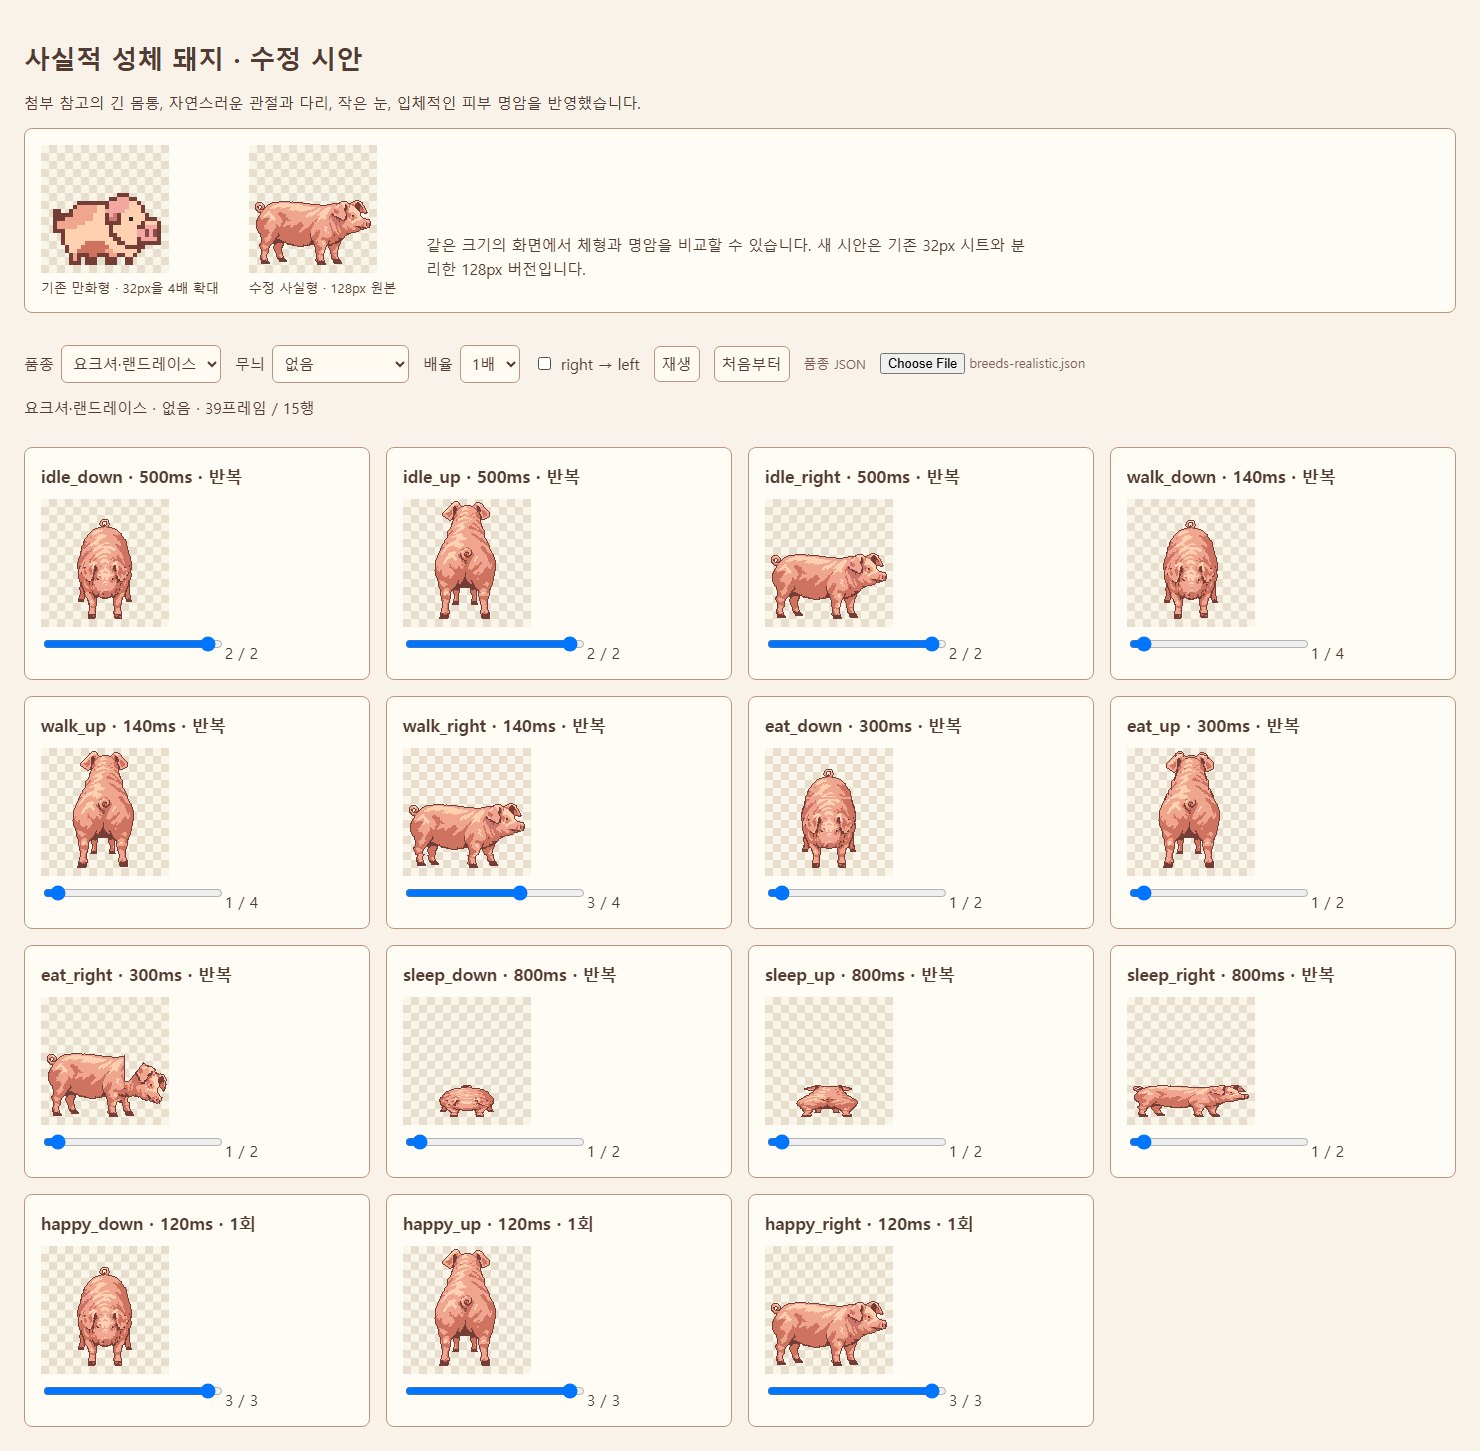 사실적 성체 돼지 · 수정 시안
첨부 참고의 긴 몸통, 자연스러운 관절과 다리, 작은 눈, 입체적인 피부 명암을 반영했습니다.
기존 만화형 · 32px을 4배 확대
수정 사실형 · 128px 원본
같은 크기의 화면에서 체형과 명암을 비교할 수 있습니다. 새 시안은 기존 32px 시트와 분
리한 128px 버전입니다.
품종 요크셔·랜드레이스 무늬 없음 배율 1배 right → left 재생 처음부터 품종 JSON Choose File breeds-realistic.json
요크셔·랜드레이스 · 없음 · 39프레임 / 15행
idle_down · 500ms · 반복
2 / 2
idle_up · 500ms · 반복
2 / 2
idle_right · 500ms · 반복
2 / 2
walk_down · 140ms · 반복
1 / 4
walk_up · 140ms · 반복
1 / 4
walk_right · 140ms · 반복
3 / 4
eat_down · 300ms · 반복
1 / 2
eat_up · 300ms · 반복
1 / 2
eat_right · 300ms · 반복
1 / 2
sleep_down · 800ms · 반복
1 / 2
sleep_up · 800ms · 반복
1 / 2
sleep_right · 800ms · 반복
1 / 2
happy_down · 120ms · 1회
3 / 3
happy_up · 120ms · 1회
3 / 3
happy_right · 120ms · 1회
3 / 3